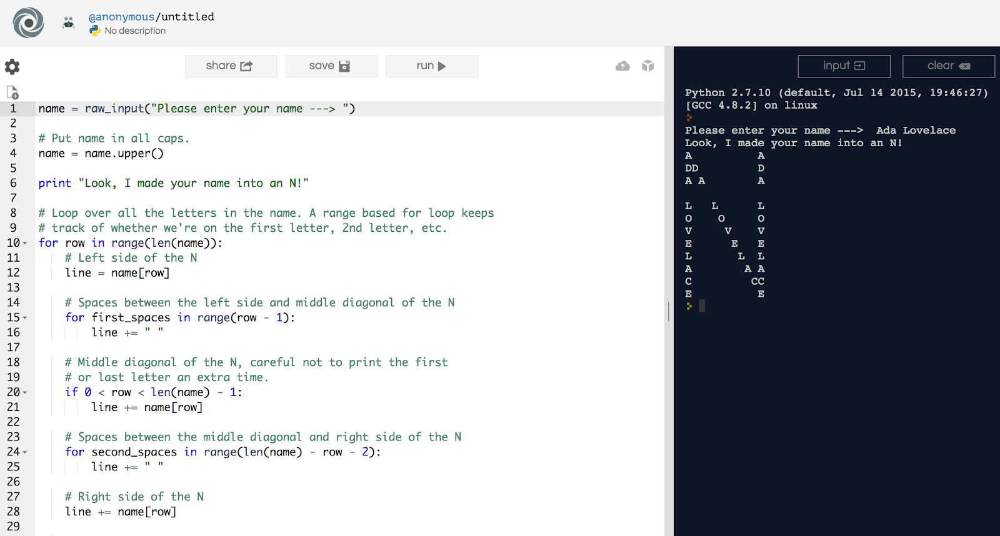 @anonymous/untitled
No description
share
save
run
input
clear
1 name = raw_input("Please enter your name ---> ")
2
3 # Put name in all caps.
4 name = name.upper()
5
6 print "Look, I made your name into an N!"
7
8 # Loop over all the letters in the name. A range based for loop keeps
9 # track of whether we're on the first letter, 2nd letter, etc.
10 for row in range(len(name)):
11     # Left side of the N
12     line = name[row]
13
14     # Spaces between the left side and middle diagonal of the N
15     for first_spaces in range(row - 1):
16         line += " "
17
18     # Middle diagonal of the N, careful not to print the first
19     # or last letter an extra time.
20     if 0 < row < len(name) - 1:
21         line += name[row]
22
23     # Spaces between the middle diagonal and right side of the N
24     for second_spaces in range(len(name) - row - 2):
25         line += " "
26
27     # Right side of the N
28     line += name[row]
29
Python 2.7.10 (default, Jul 14 2015, 19:46:27)
[GCC 4.8.2] on linux
>
Please enter your name --->  Ada Lovelace
Look, I made your name into an N!
A          A
DD         D
A A        A

L   L      L
O    O     O
V     V    V
E      E   E
L       L  L
A        A A
C         CC
E          E
>